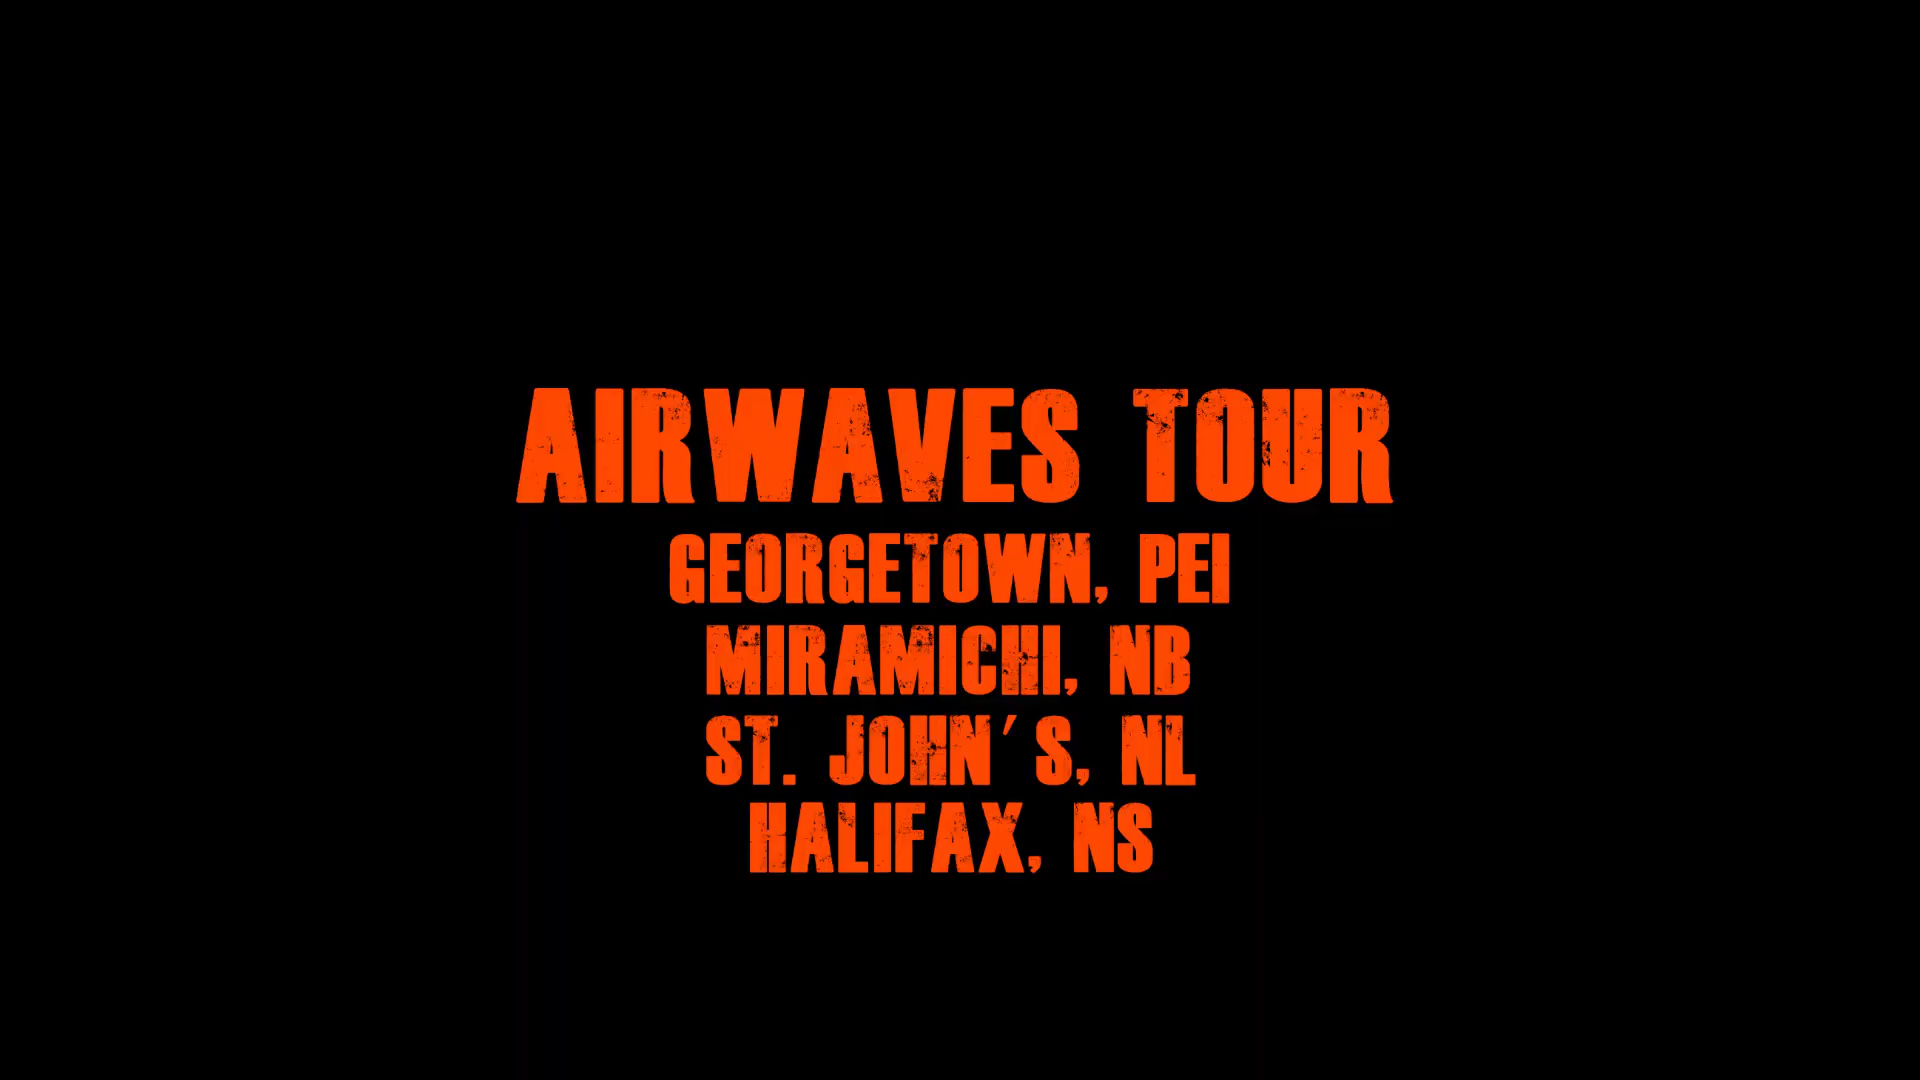 AIRWAVES TOUR
GEORGETOWN, PEI
MIRAMICHI, NB
ST. JOHN'S, NL
HALIFAX, NS